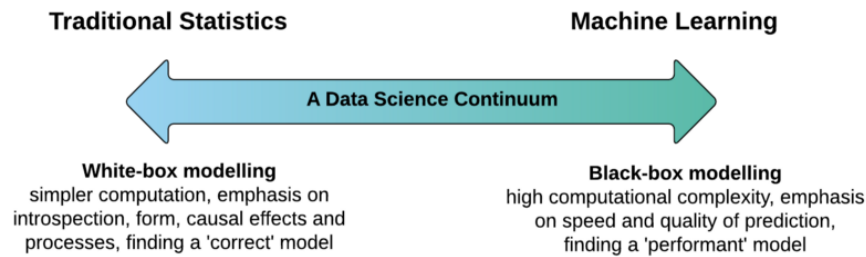 Traditional Statistics
Machine Learning
A Data Science Continuum
White-box modelling
simpler computation, emphasis on
introspection, form, causal effects and
processes, finding a 'correct' model
Black-box modelling
high computational complexity, emphasis
on speed and quality of prediction,
finding a 'performant' model